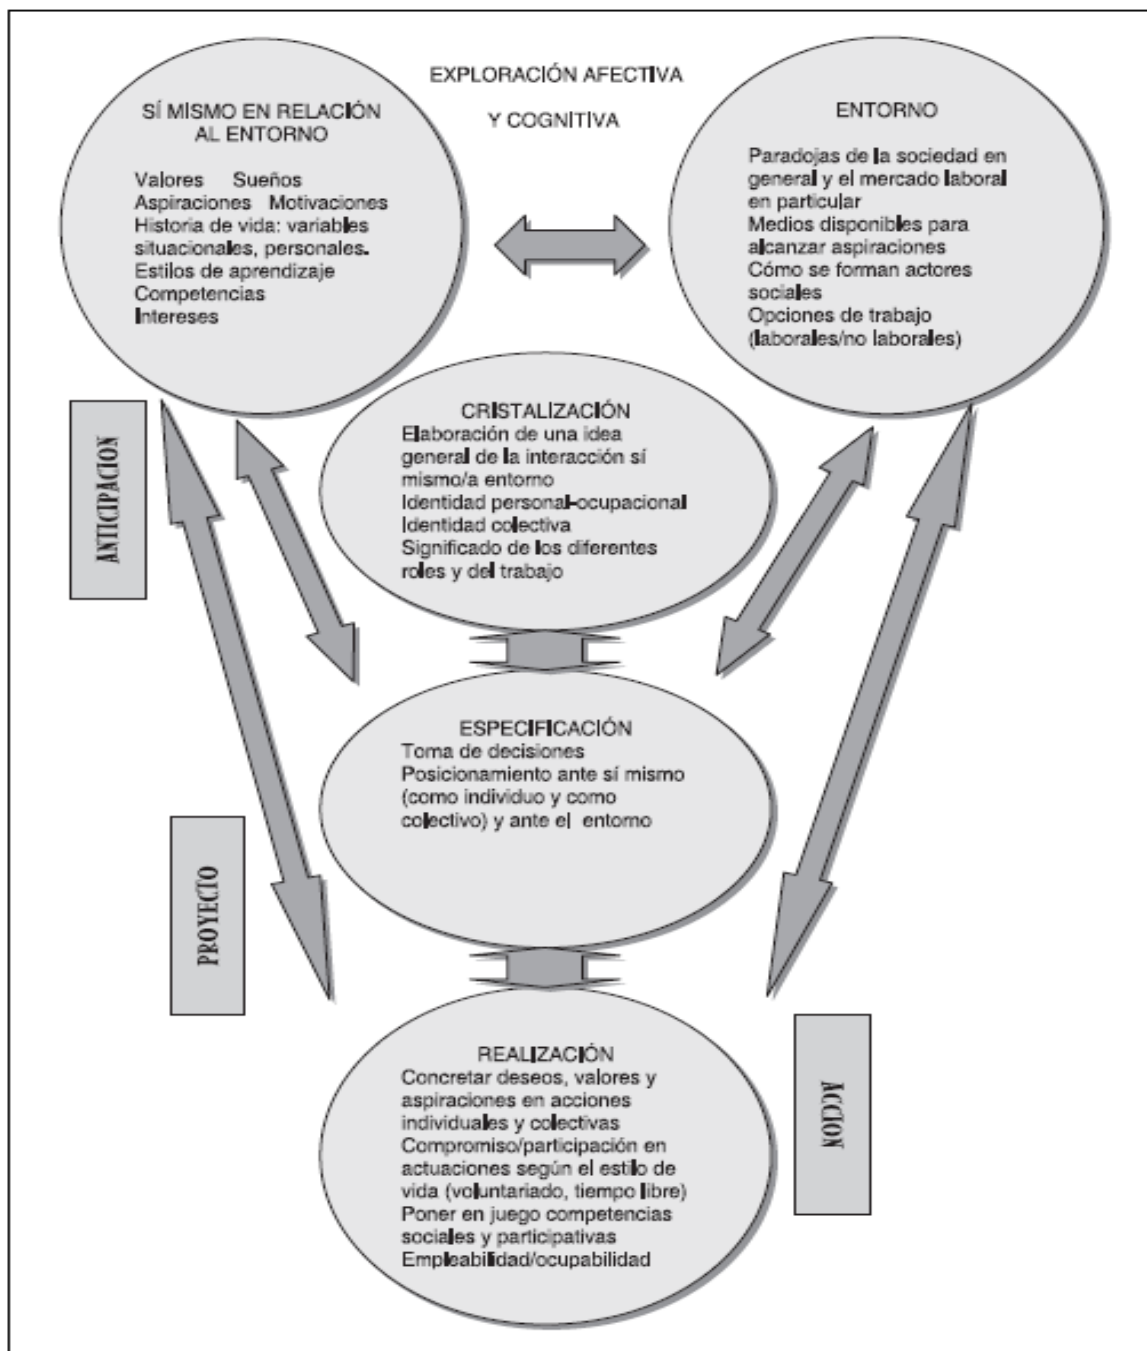 EXPLORACIÓN AFECTIVA
Y COGNITIVA
SÍ MISMO EN RELACIÓN
AL ENTORNO
Valores Sueños
Aspiraciones Motivaciones
Historia de vida: variables
situacionales, personales.
Estilos de aprendizaje
Competencias
Intereses
ENTORNO
Paradojas de la sociedad en
general y el mercado laboral
en particular
Medios disponibles para
alcanzar aspiraciones
Cómo se forman actores
sociales
Opciones de trabajo
(laborales/no laborales)
ANTICIPACION
CRISTALIZACIÓN
Elaboración de una idea
general de la interacción sí
mismo/a entorno
Identidad personal-ocupacional
Identidad colectiva
Significado de los diferentes
roles y del trabajo
ESPECIFICACIÓN
Toma de decisiones
Posicionamiento ante sí mismo
(como individuo y como
colectivo) y ante el entorno
PROYECTO
REALIZACIÓN
Concretar deseos, valores y
aspiraciones en acciones
individuales y colectivas
Compromiso/participación en
actuaciones según el estilo de
vida (voluntariado, tiempo libre)
Poner en juego competencias
sociales y participativas
Empleabilidad/ocupabilidad
ACCION